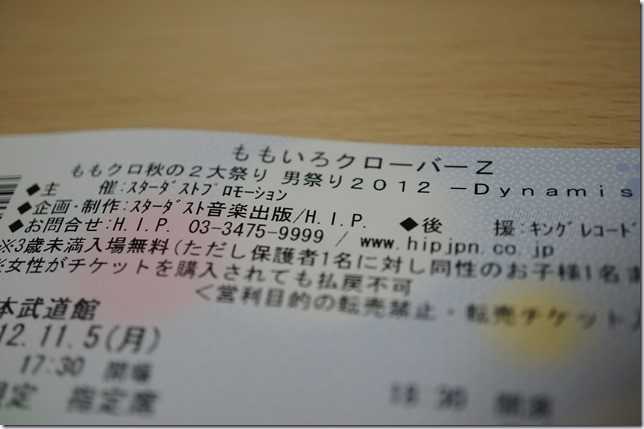 ももいろクローバーZ
ももクロ秋の2大祭り 男祭り2012 −Dynamis
◆主　催:スターダストプロモーション
◆企画・制作:スターダスト音楽出版/H.I.P. ◆後　援:キングレコード
◆お問合せ:H.I.P. 03-3475-9999 / www.hipjpn.co.jp
※3歳未満入場無料(ただし保護者1名に対し同性のお子様1名ま
※女性がチケットを購入されても払戻不可
<営利目的の転売禁止・転売チケット入
本武道館
12.11.5(月)
17:30 開場 18:30 開演
限定 指定席